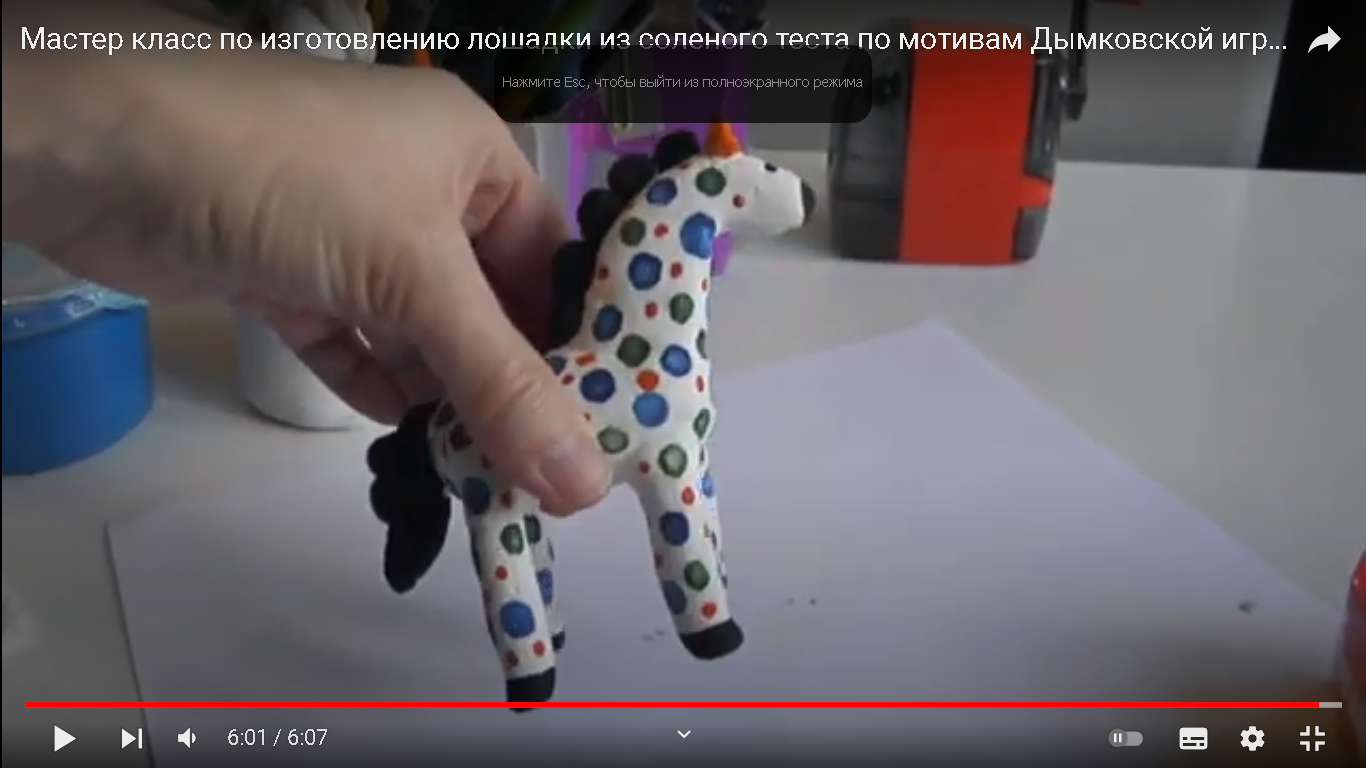 Мастер класс по изготовлению лошадки из соленого теста по мотивам Дымковской игр...
Нажмите Esc, чтобы выйти из полноэкранного режима
6:01 / 6:07